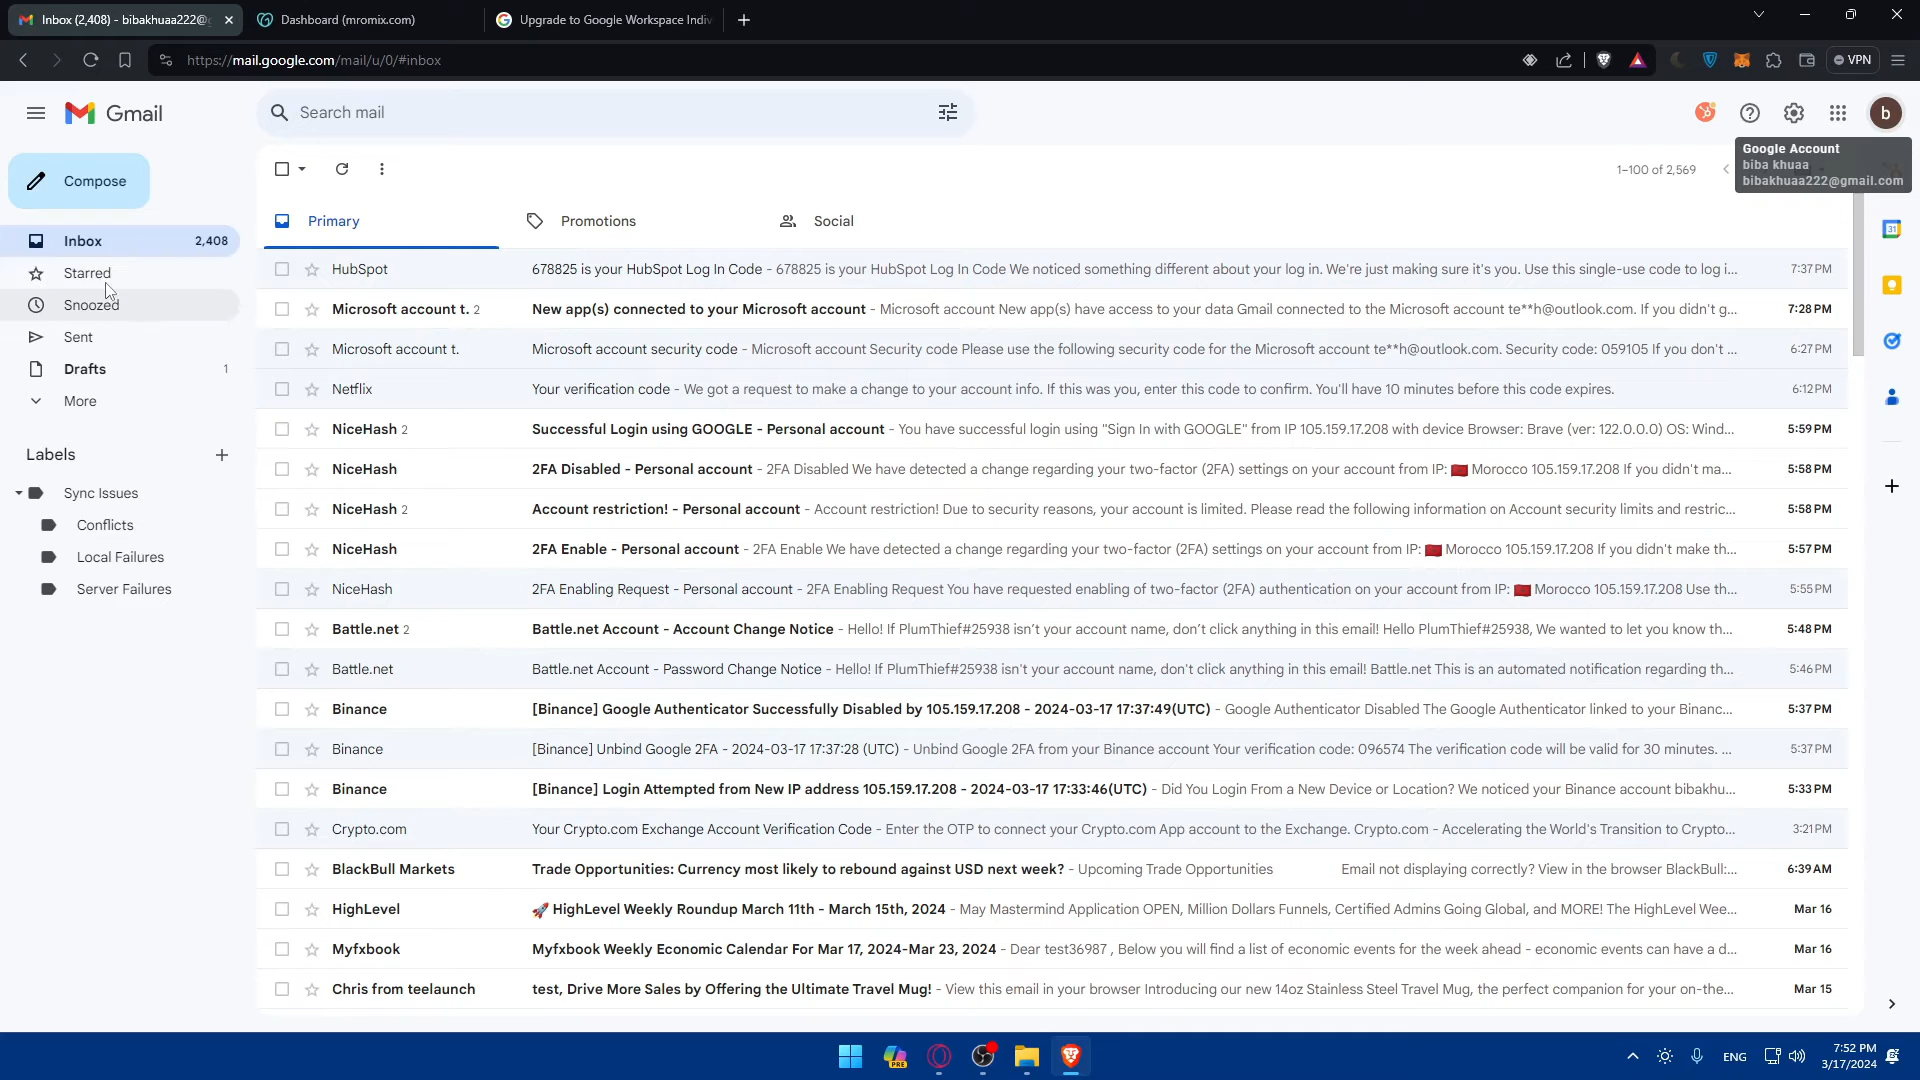 Inbox (2,408) - bibakhuaa222@g
Dashboard (mromix.com)
Upgrade to Google Workspace Indiv
https://mail.google.com/mail/u/0/#inbox
VPN
Gmail
Search mail
b
Google Account
biba khuaa
bibakhuaa222@gmail.com
Compose
1–100 of 2,569
Primary
Promotions
Social
Inbox 2,408
Starred
Snoozed
Sent
Drafts 1
More
Labels
Sync Issues
Conflicts
Local Failures
Server Failures
HubSpot 678825 is your HubSpot Log In Code - 678825 is your HubSpot Log In Code We noticed something different about your log in. We're just making sure it's you. Use this single-use code to log i... 7:37 PM
Microsoft account t. 2 New app(s) connected to your Microsoft account - Microsoft account New app(s) have access to your data Gmail connected to the Microsoft account te**h@outlook.com. If you didn't g... 7:28 PM
Microsoft account t. Microsoft account security code - Microsoft account Security code Please use the following security code for the Microsoft account te**h@outlook.com. Security code: 059105 If you don't ... 6:27 PM
Netflix Your verification code - We got a request to make a change to your account info. If this was you, enter this code to confirm. You'll have 10 minutes before this code expires. 6:12 PM
NiceHash 2 Successful Login using GOOGLE - Personal account - You have successful login using "Sign In with GOOGLE" from IP 105.159.17.208 with device Browser: Brave (ver: 122.0.0.0) OS: Wind... 5:59 PM
NiceHash 2FA Disabled - Personal account - 2FA Disabled We have detected a change regarding your two-factor (2FA) settings on your account from IP: 🇲🇦 Morocco 105.159.17.208 If you didn't ma... 5:58 PM
NiceHash 2 Account restriction! - Personal account - Account restriction! Due to security reasons, your account is limited. Please read the following information on Account security limits and restric... 5:58 PM
NiceHash 2FA Enable - Personal account - 2FA Enable We have detected a change regarding your two-factor (2FA) settings on your account from IP: 🇲🇦 Morocco 105.159.17.208 If you didn't make th... 5:57 PM
NiceHash 2FA Enabling Request - Personal account - 2FA Enabling Request You have requested enabling of two-factor (2FA) authentication on your account from IP: 🇲🇦 Morocco 105.159.17.208 Use th... 5:55 PM
Battle.net 2 Battle.net Account - Account Change Notice - Hello! If PlumThief#25938 isn't your account name, don't click anything in this email! Hello PlumThief#25938, We wanted to let you know th... 5:48 PM
Battle.net Battle.net Account - Password Change Notice - Hello! If PlumThief#25938 isn't your account name, don't click anything in this email! Battle.net This is an automated notification regarding th... 5:46 PM
Binance [Binance] Google Authenticator Successfully Disabled by 105.159.17.208 - 2024-03-17 17:37:49(UTC) - Google Authenticator Disabled The Google Authenticator linked to your Binanc... 5:37 PM
Binance [Binance] Unbind Google 2FA - 2024-03-17 17:37:28 (UTC) - Unbind Google 2FA from your Binance account Your verification code: 096574 The verification code will be valid for 30 minutes. ... 5:37 PM
Binance [Binance] Login Attempted from New IP address 105.159.17.208 - 2024-03-17 17:33:46(UTC) - Did You Login From a New Device or Location? We noticed your Binance account bibakhu... 5:33 PM
Crypto.com Your Crypto.com Exchange Account Verification Code - Enter the OTP to connect your Crypto.com App account to the Exchange. Crypto.com - Accelerating the World's Transition to Crypto... 3:21 PM
BlackBull Markets Trade Opportunities: Currency most likely to rebound against USD next week? - Upcoming Trade Opportunities Email not displaying correctly? View in the browser BlackBull:... 6:39 AM
HighLevel 🚀 HighLevel Weekly Roundup March 11th - March 15th, 2024 - May Mastermind Application OPEN, Million Dollars Funnels, Certified Admins Going Global, and MORE! The HighLevel Wee... Mar 16
Myfxbook Myfxbook Weekly Economic Calendar For Mar 17, 2024-Mar 23, 2024 - Dear test36987 , Below you will find a list of economic events for the week ahead - economic events can have a d... Mar 16
Chris from teelaunch test, Drive More Sales by Offering the Ultimate Travel Mug! - View this email in your browser Introducing our new 14oz Stainless Steel Travel Mug, the perfect companion for your on-the... Mar 15
31
PRE
ENG
7:52 PM
3/17/2024